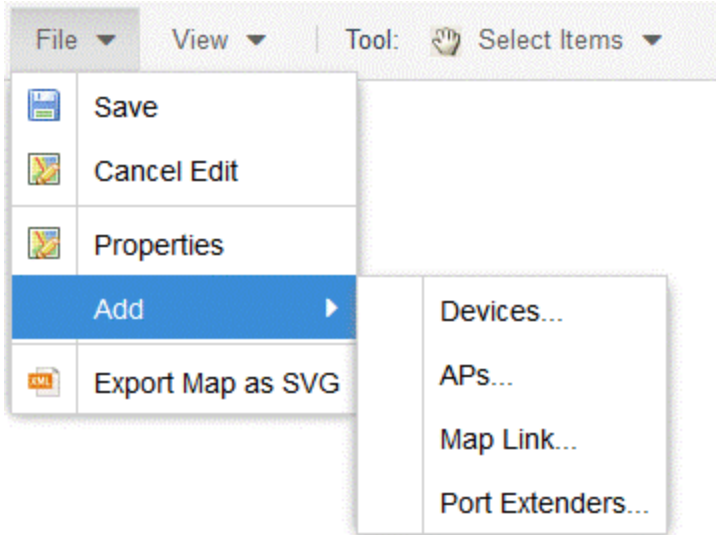 File View Tool: Select Items
Save
Cancel Edit
Properties
Add
Devices...
APs...
Export Map as SVG
XML
Map Link...
Port Extenders...